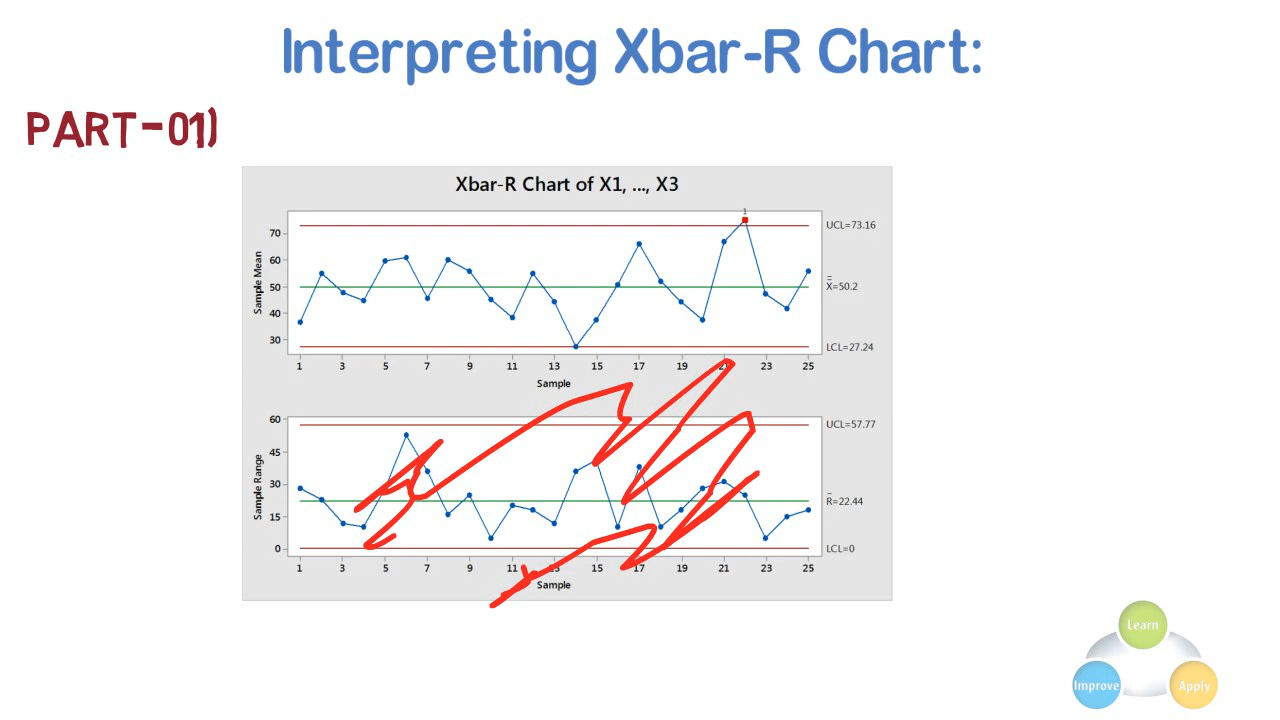 Interpreting Xbar-R Chart:
PART-01)
Xbar-R Chart of X1, ..., X3
1
UCL=73.16
70
60
50
40
30
Sample Mean
X̿=50.2
LCL=27.24
1 3 5 7 9 11 13 15 17 19 21 23 25
Sample
60
45
30
15
0
Sample Range
UCL=57.77
R̄=22.44
LCL=0
1 3 5 7 9 11 13 15 17 19 21 23 25
Sample
Learn
Improve
Apply